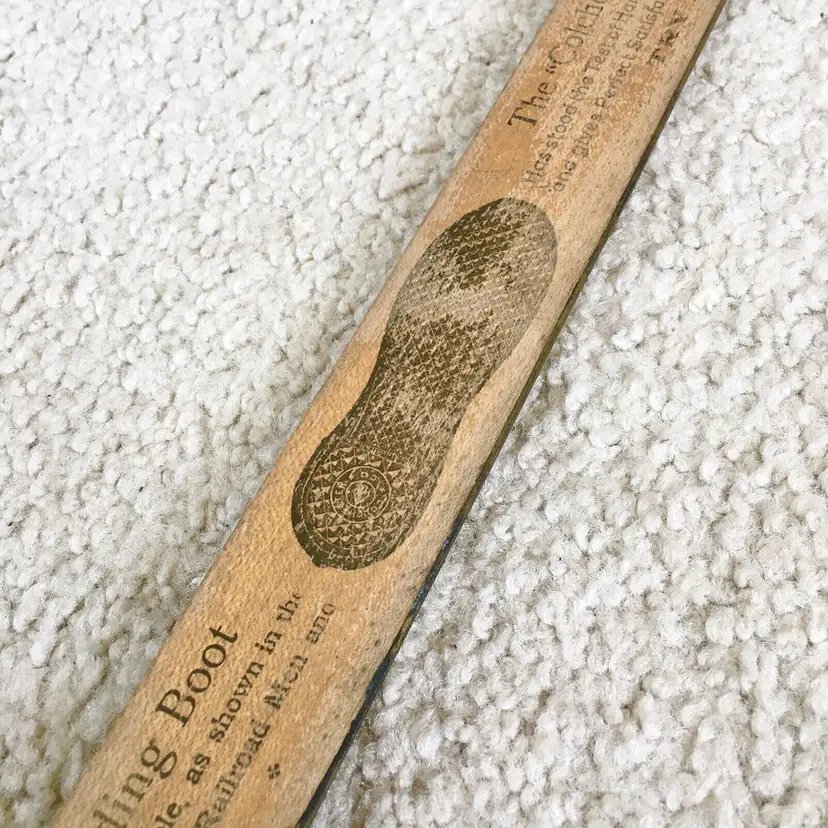 ding Boot
le, as shown in the
Railroad Men and
The "Colch
Has stood the Test of Ha
and gives Perfect Satisfa
TRY